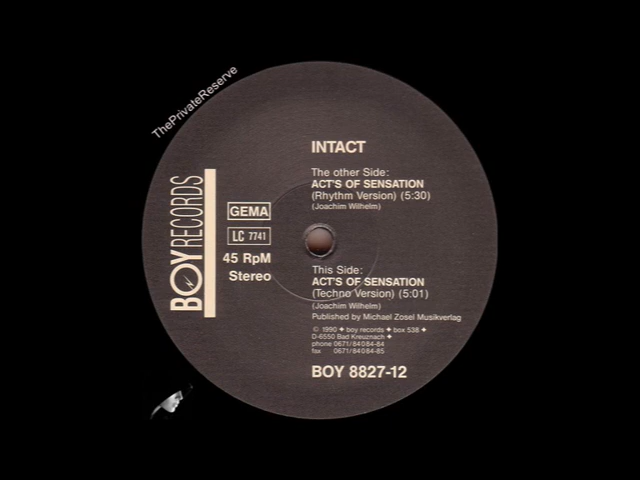 ThePrivateReserve
BOY RECORDS
GEMA
LC 7741
45 RpM
Stereo
INTACT
The other Side:
ACT'S OF SENSATION
(Rhythm Version) (5:30)
(Joachim Wilhelm)
This Side:
ACT'S OF SENSATION
(Techno Version) (5:01)
(Joachim Wilhelm)
Published by Michael Zosel Musikverlag
© 1990 ✦ boy records ✦ box 538 ✦
D-6550 Bad Kreuznach ✦
phone 0671/84084-84
fax 0671/84084-85
BOY 8827-12